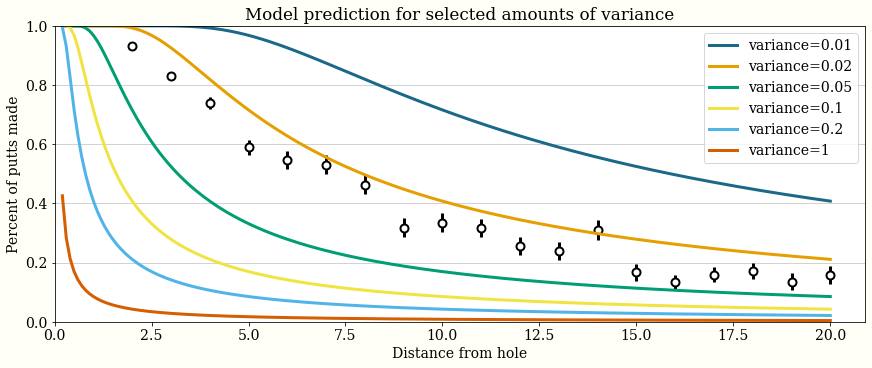 Model prediction for selected amounts of variance
Percent of putts made
1.0
0.8
0.6
0.4
0.2
0.0
variance=0.01
variance=0.02
variance=0.05
variance=0.1
variance=0.2
variance=1
0.0 2.5 5.0 7.5 10.0 12.5 15.0 17.5 20.0
Distance from hole